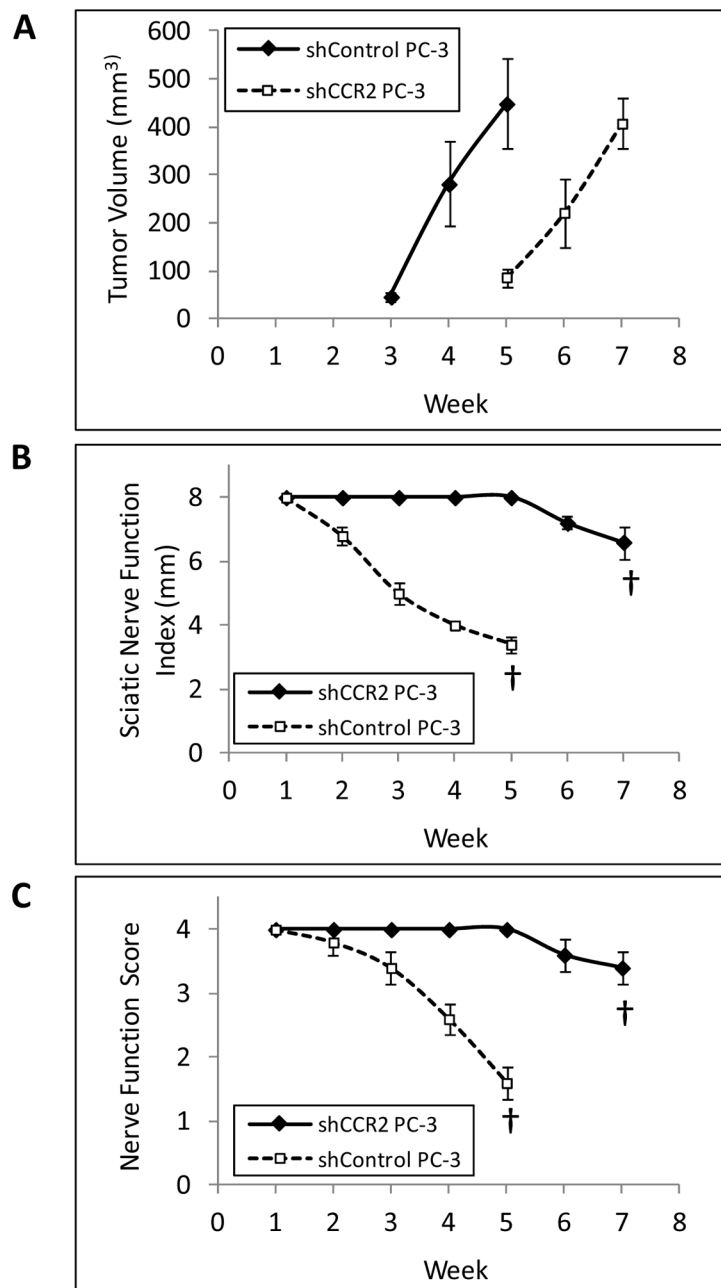 A
Tumor Volume (mm³)
600
500
400
300
200
100
0
shControl PC-3
shCCR2 PC-3
0 1 2 3 4 5 6 7 8
Week
B
Sciatic Nerve Function
Index (mm)
8
6
4
2
0
†
†
shCCR2 PC-3
shControl PC-3
0 1 2 3 4 5 6 7 8
Week
C
Nerve Function Score
4
3
2
1
0
†
†
shCCR2 PC-3
shControl PC-3
0 1 2 3 4 5 6 7 8
Week